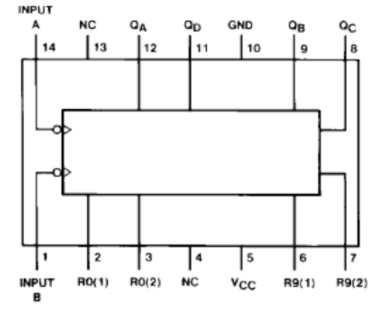 INPUT
A NC QA QD GND QB QC
14 13 12 11 10 9 8
1 2 3 4 5 6 7
INPUT R0(1) R0(2) NC VCC R9(1) R9(2)
B